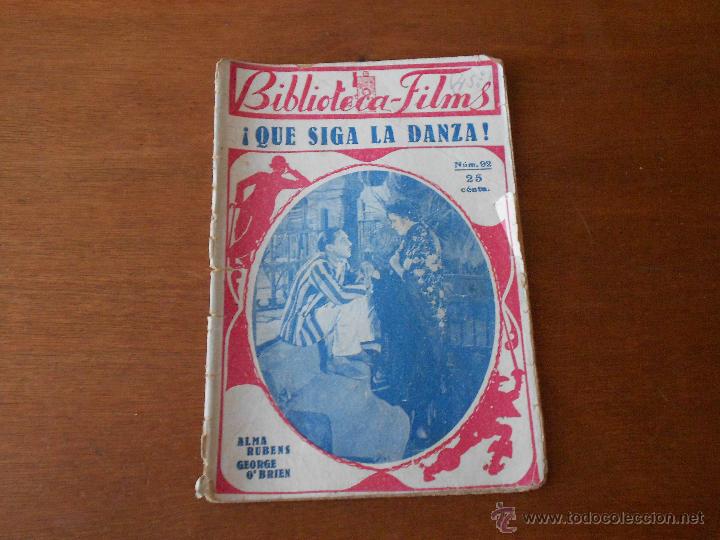 Biblioteca-Films
¡QUE SIGA LA DANZA!
Núm. 92
25
cénts.
ALMA
RUBENS
GEORGE
O'BRIEN
© www.todocoleccion.net